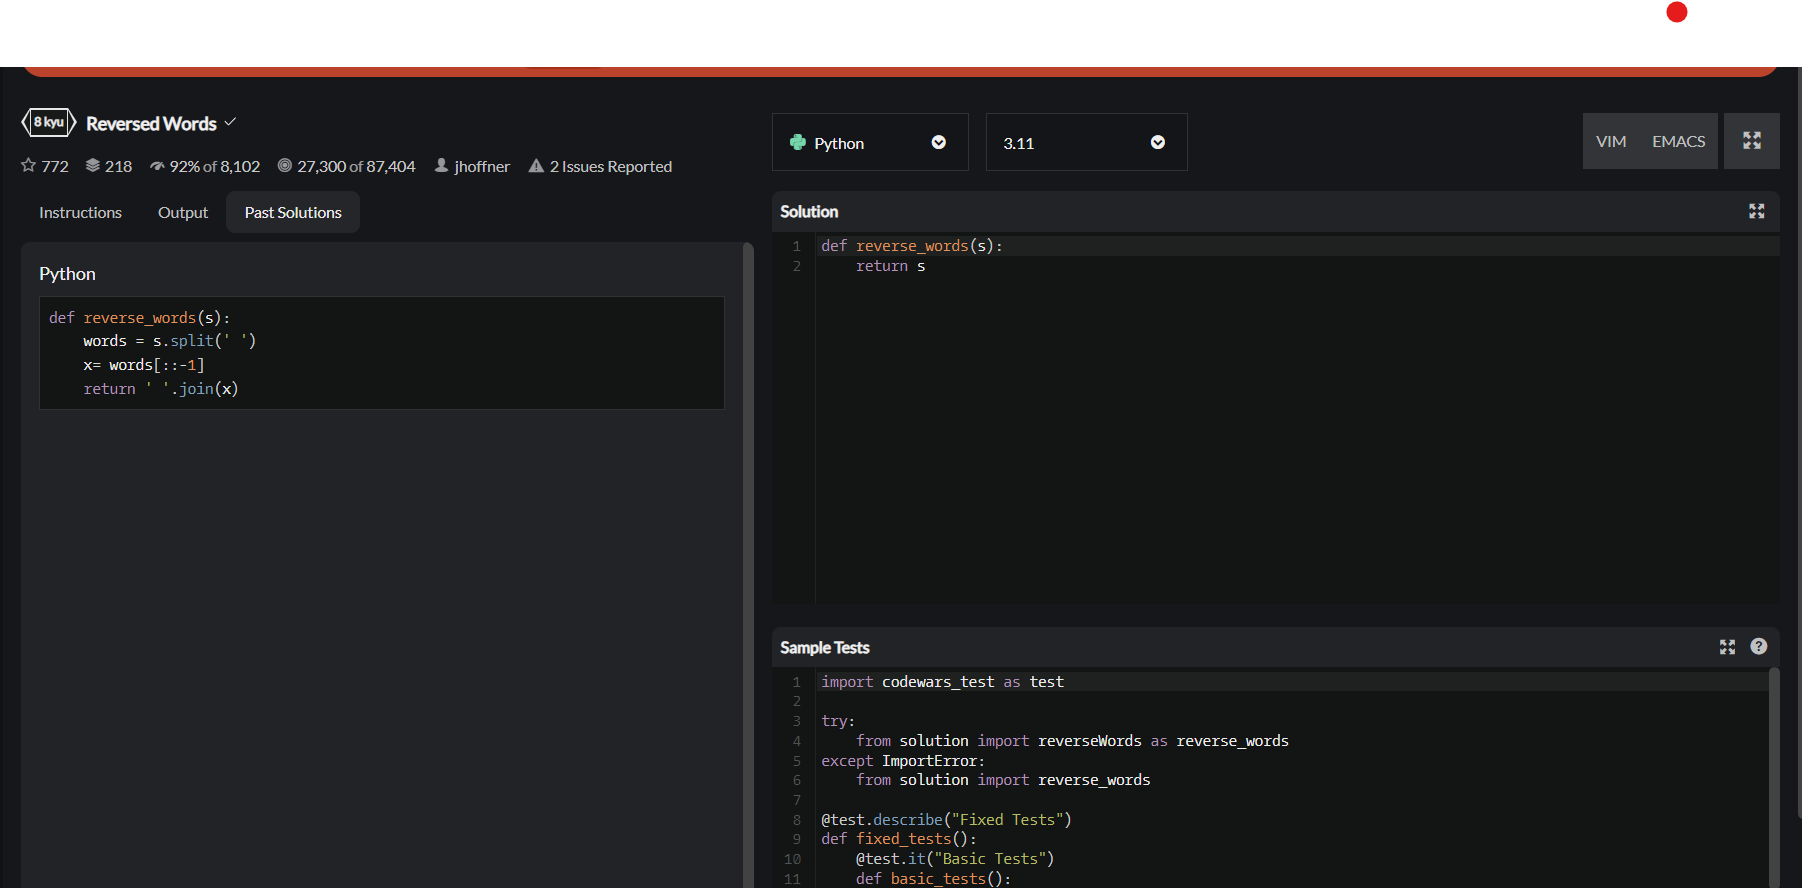 8 kyu Reversed Words
772 218 92% of 8,102 27,300 of 87,404 jhoffner 2 Issues Reported
Instructions Output Past Solutions
Python
def reverse_words(s):
    words = s.split(' ')
    x= words[::-1]
    return ' '.join(x)
Python 3.11 VIM EMACS
Solution
1 def reverse_words(s):
2     return s
Sample Tests
?
1 import codewars_test as test
2
3 try:
4     from solution import reverseWords as reverse_words
5 except ImportError:
6     from solution import reverse_words
7
8 @test.describe("Fixed Tests")
9 def fixed_tests():
10     @test.it("Basic Tests")
11     def basic_tests():